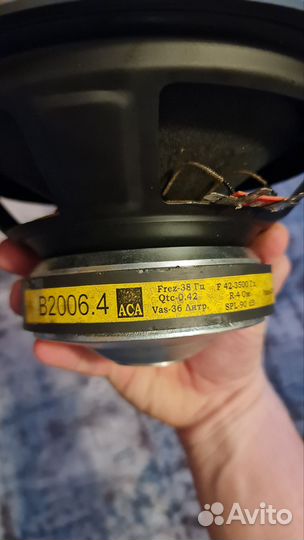 B2006.4
ACA
Frez-38 Гц
Qtc-0.42
Vas-36 Литр.
F 42-3500 Гц
R-4 Ом
SPL-90 dB
Avito